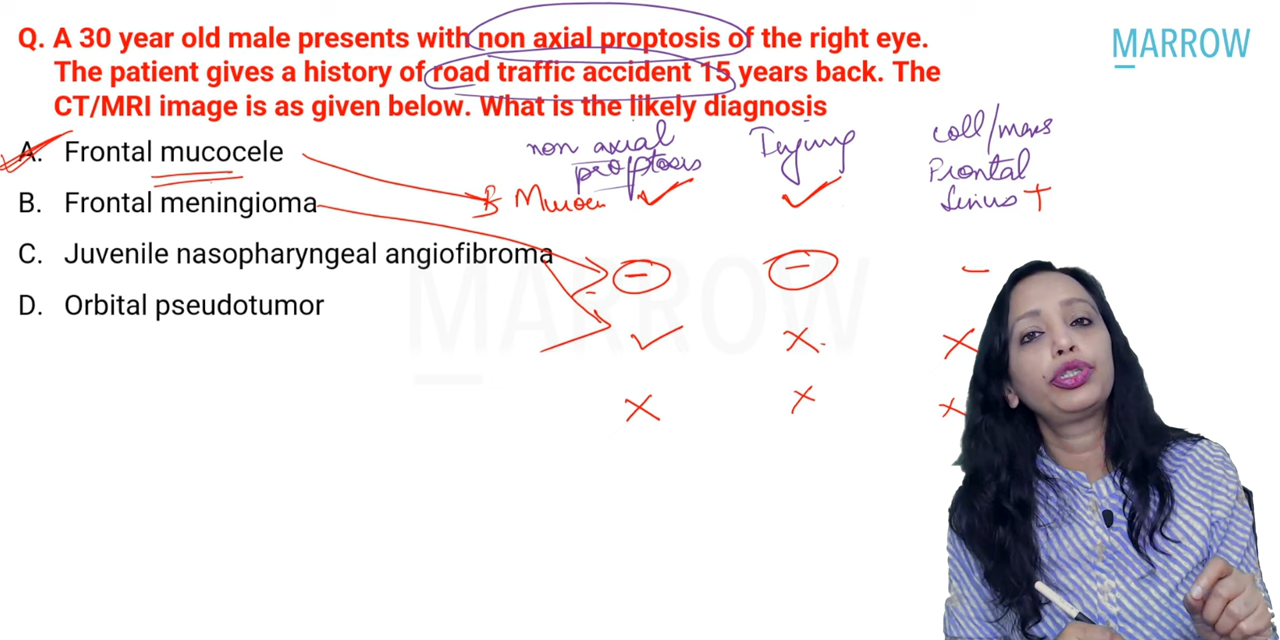 Q. A 30 year old male presents with non axial proptosis of the right eye.
The patient gives a history of road traffic accident 15 years back. The
CT/MRI image is as given below. What is the likely diagnosis
MARROW
A. Frontal mucocele
B. Frontal meningioma
C. Juvenile nasopharyngeal angiofibroma
D. Orbital pseudotumor
non axial
proptosis
Injury
coll/mass
Frontal
Sinus +
MARROW